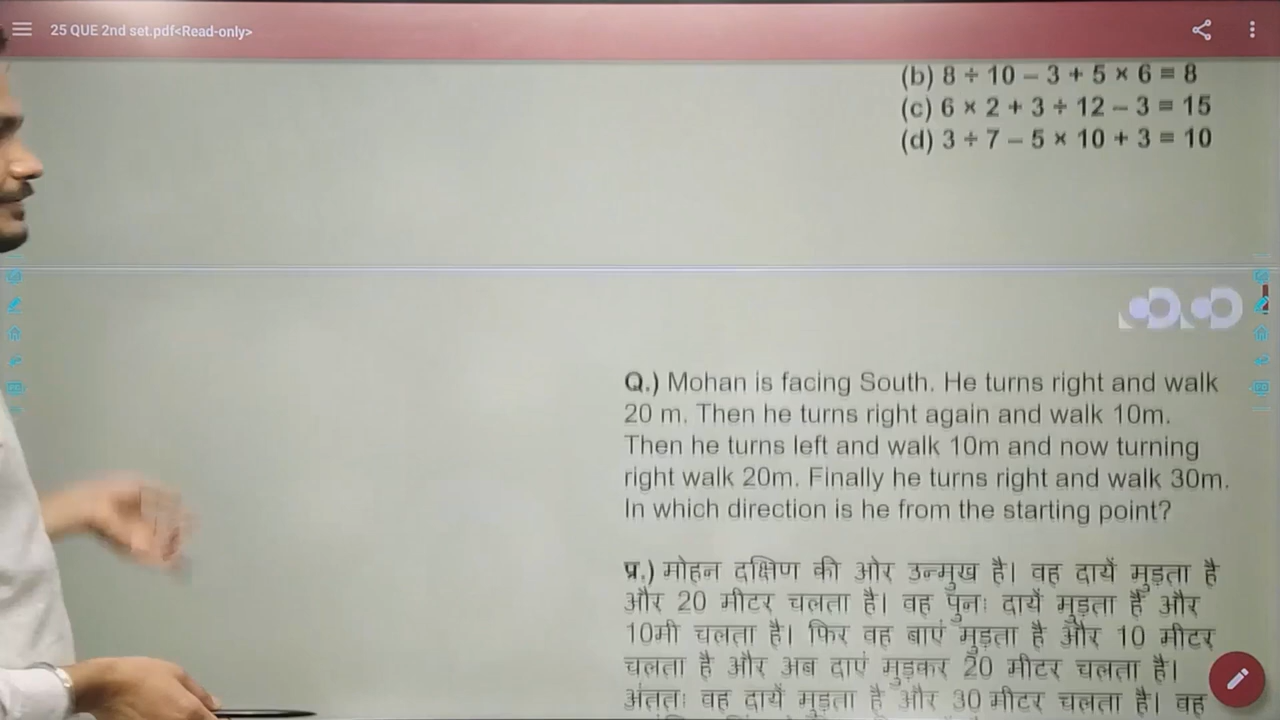 25 QUE 2nd set.pdf<Read-only>
(b) 8 ÷ 10 – 3 + 5 × 6 = 8
(c) 6 × 2 + 3 ÷ 12 – 3 = 15
(d) 3 ÷ 7 – 5 × 10 + 3 = 10
Q.) Mohan is facing South. He turns right and walk
20 m. Then he turns right again and walk 10m.
Then he turns left and walk 10m and now turning
right walk 20m. Finally he turns right and walk 30m.
In which direction is he from the starting point?
प्र.) मोहन दक्षिण की ओर उन्मुख है। वह दायें मुड़ता है
और 20 मीटर चलता है। वह पुनः दायें मुड़ता है और
10मी चलता है। फिर वह बाएं मुड़ता है और 10 मीटर
चलता है और अब दाएं मुड़कर 20 मीटर चलता है।
अंततः वह दायें मुड़ता है और 30 मीटर चलता है। वह